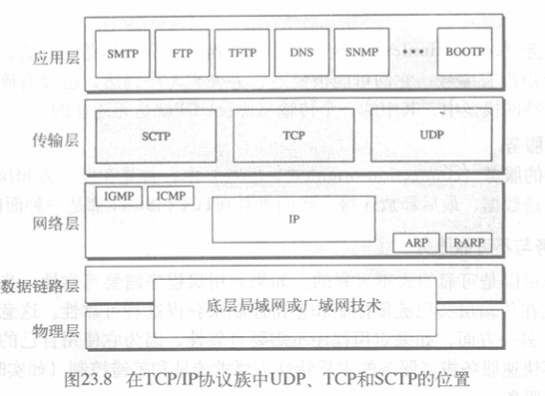 应用层
SMTP FTP TFTP DNS SNMP ••• BOOTP
传输层
SCTP TCP UDP
网络层
IGMP ICMP
IP
ARP RARP
数据链路层
底层局域网或广域网技术
物理层
图23.8 在TCP/IP协议族中UDP、TCP和SCTP的位置